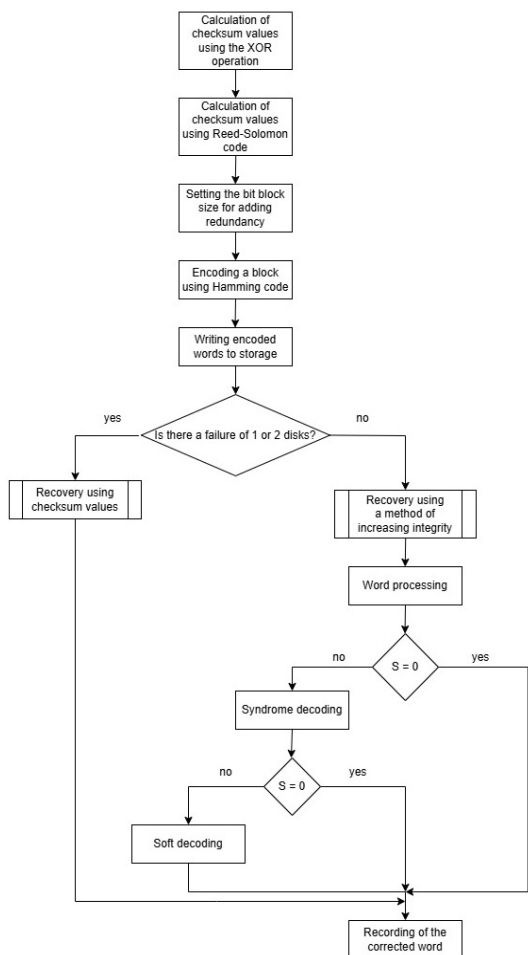 Calculation of
checksum values
using the XOR
operation
Calculation of
checksum values
using Reed-Solomon
code
Setting the bit block
size for adding
redundancy
Encoding a block
using Hamming code
Writing encoded
words to storage
yes
Is there a failure of 1 or 2 disks?
no
Recovery using
checksum values
Recovery using
a method of
increasing integrity
Word processing
no
S = 0
yes
Syndrome decoding
no
S = 0
yes
Soft decoding
Recording of the
corrected word